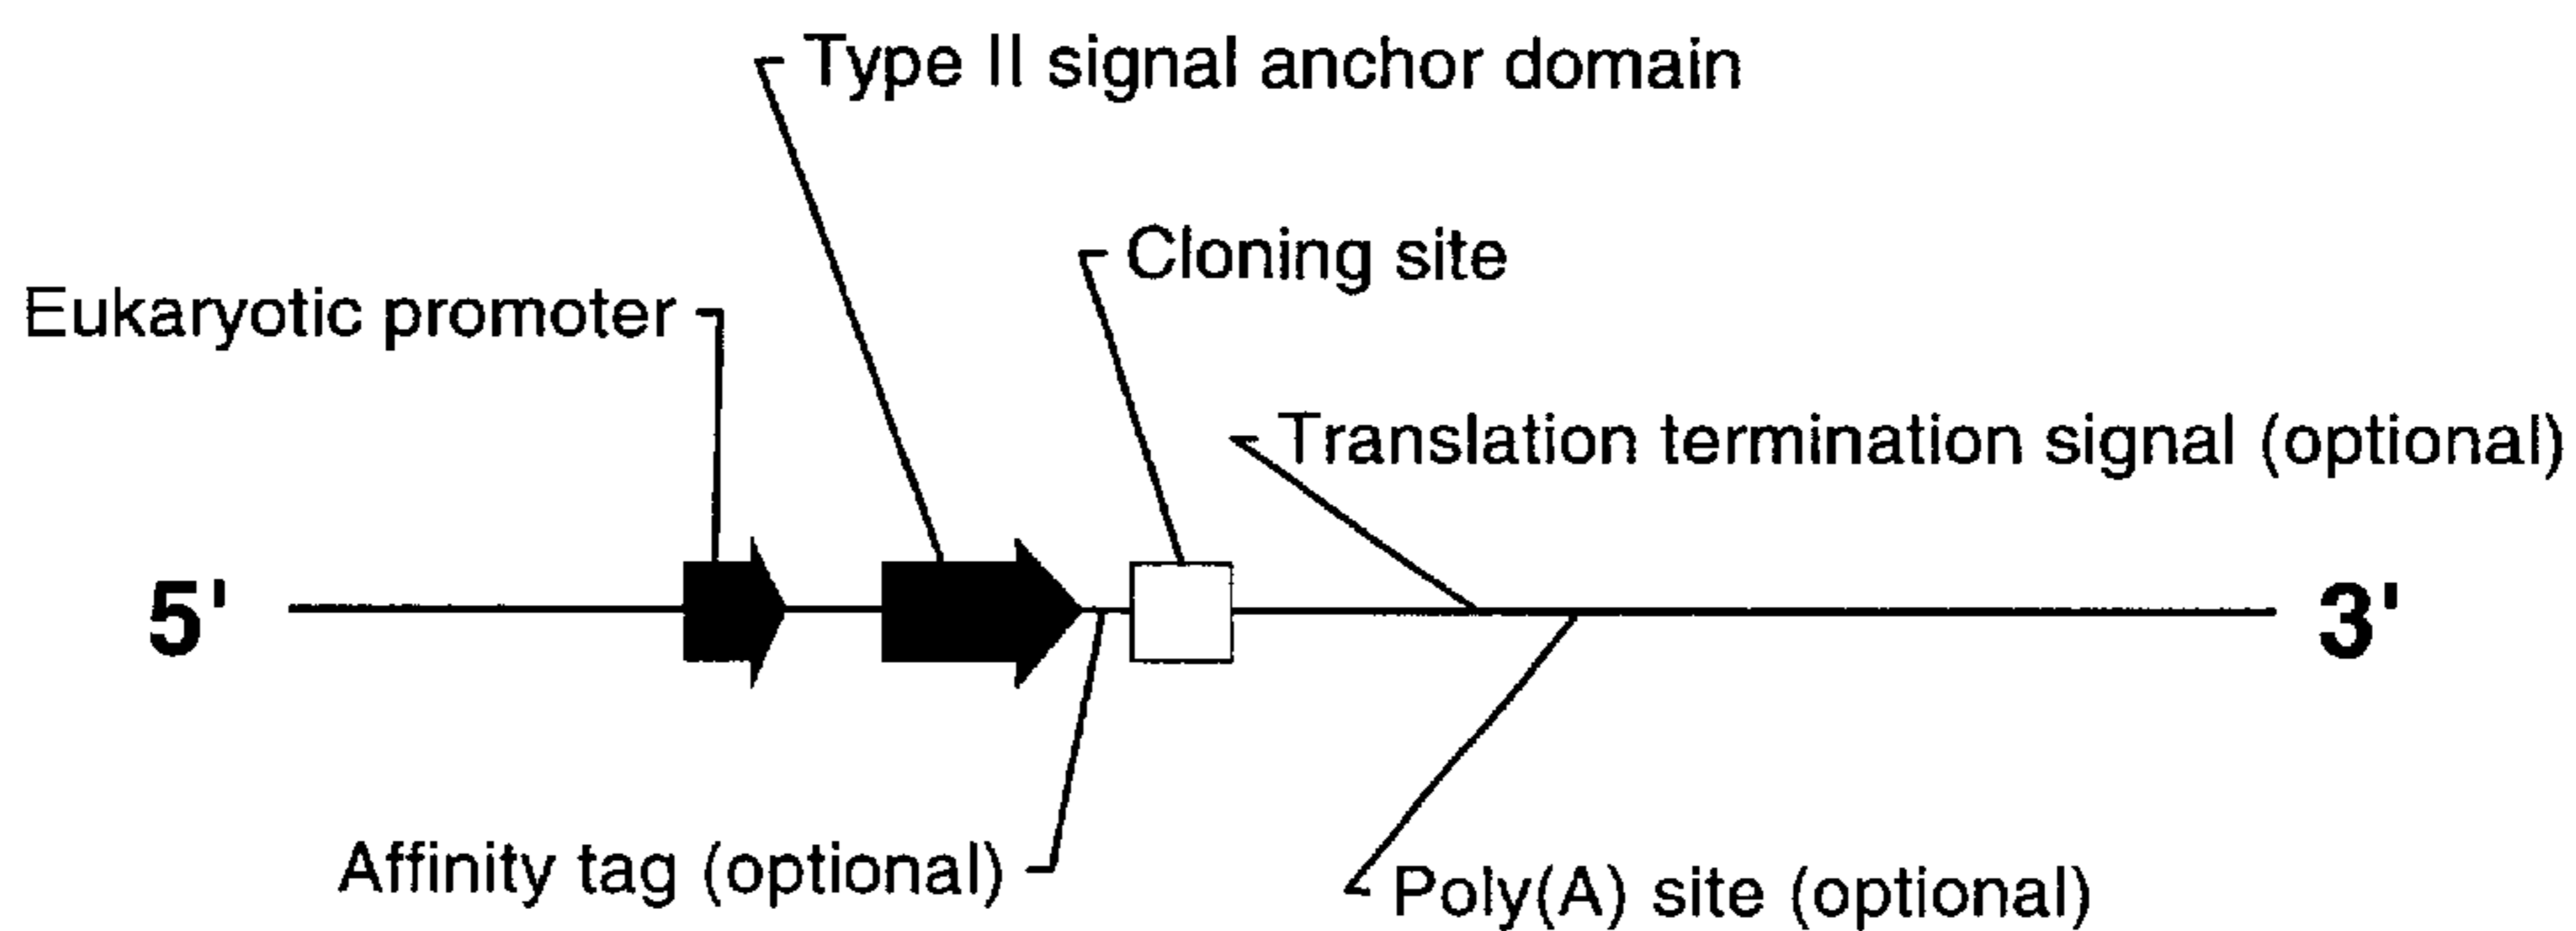 Type II signal anchor domain
Cloning site
Eukaryotic promoter
Translation termination signal (optional)
5'
3'
Affinity tag (optional)
Poly(A) site (optional)